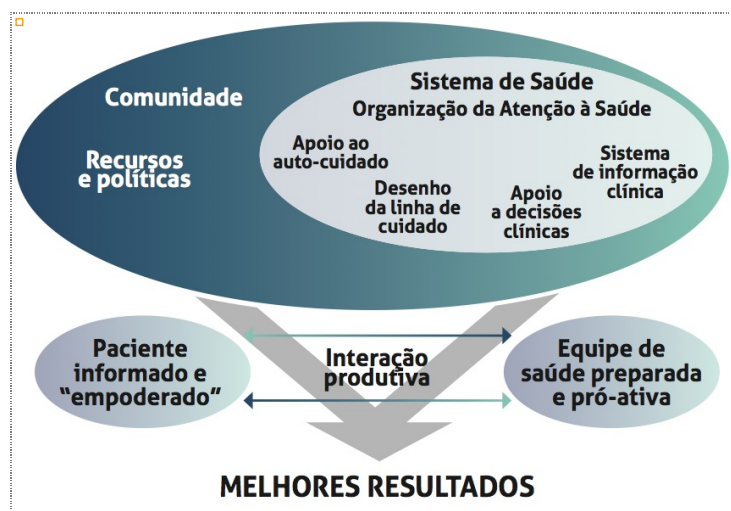 Comunidade
Recursos
e políticas
Sistema de Saúde
Organização da Atenção à Saúde
Apoio ao
auto-cuidado
Desenho
da linha de
cuidado
Apoio
a decisões
clínicas
Sistema
de informação
clínica
Paciente
informado e
“empoderado”
Interação
produtiva
Equipe de
saúde preparada
e pró-ativa
MELHORES RESULTADOS